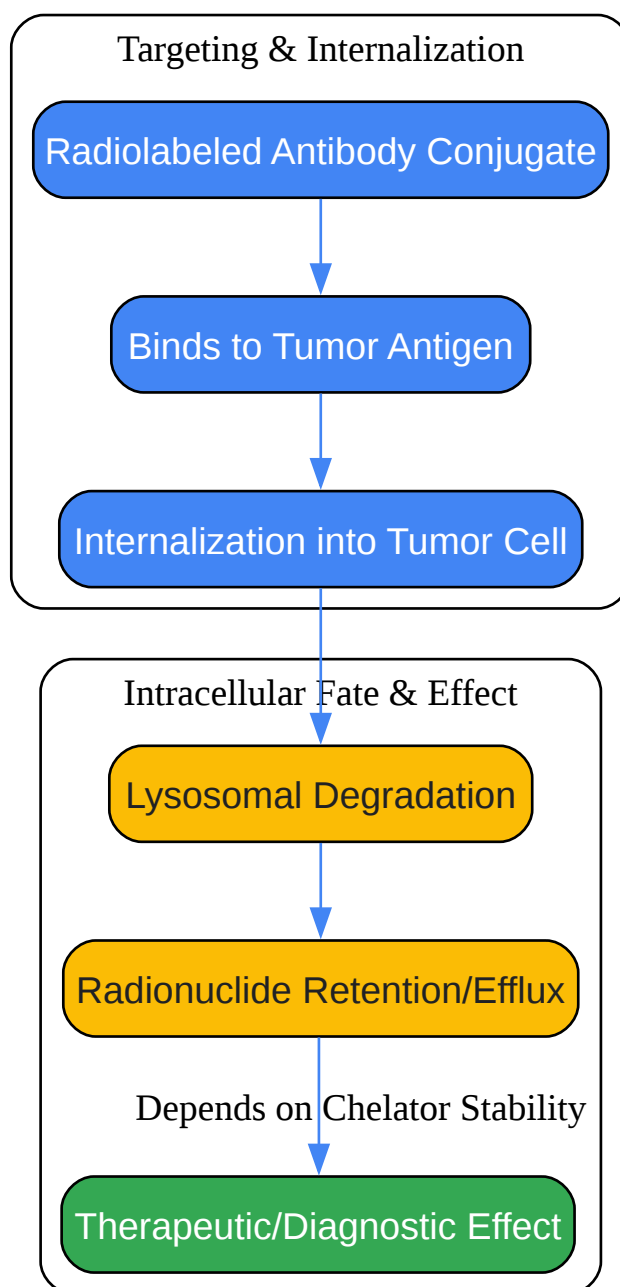 Targeting & Internalization
Radiolabeled Antibody Conjugate
Binds to Tumor Antigen
Internalization into Tumor Cell
Intracellular Fate & Effect
Lysosomal Degradation
Radionuclide Retention/Efflux
Depends on Chelator Stability
Therapeutic/Diagnostic Effect